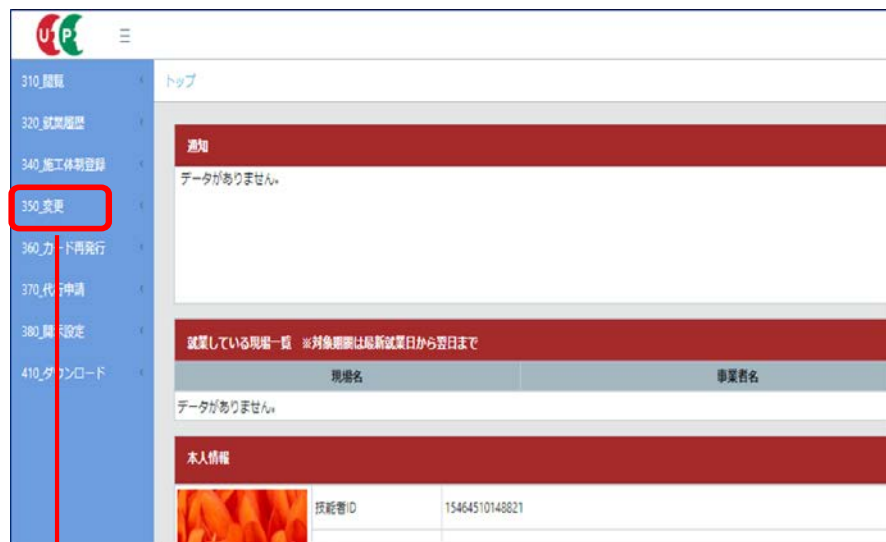 U P
310_閲覧
トップ
320_就業履歴
通知
340_施工体制登録
データがありません。
350_変更
360_カード再発行
370_代行申請
380_開示設定
就業している現場一覧 ※対象期間は最新就業日から翌日まで
410_ダウンロード
現場名 事業者名
データがありません。
本人情報
技能者ID 15464510148821